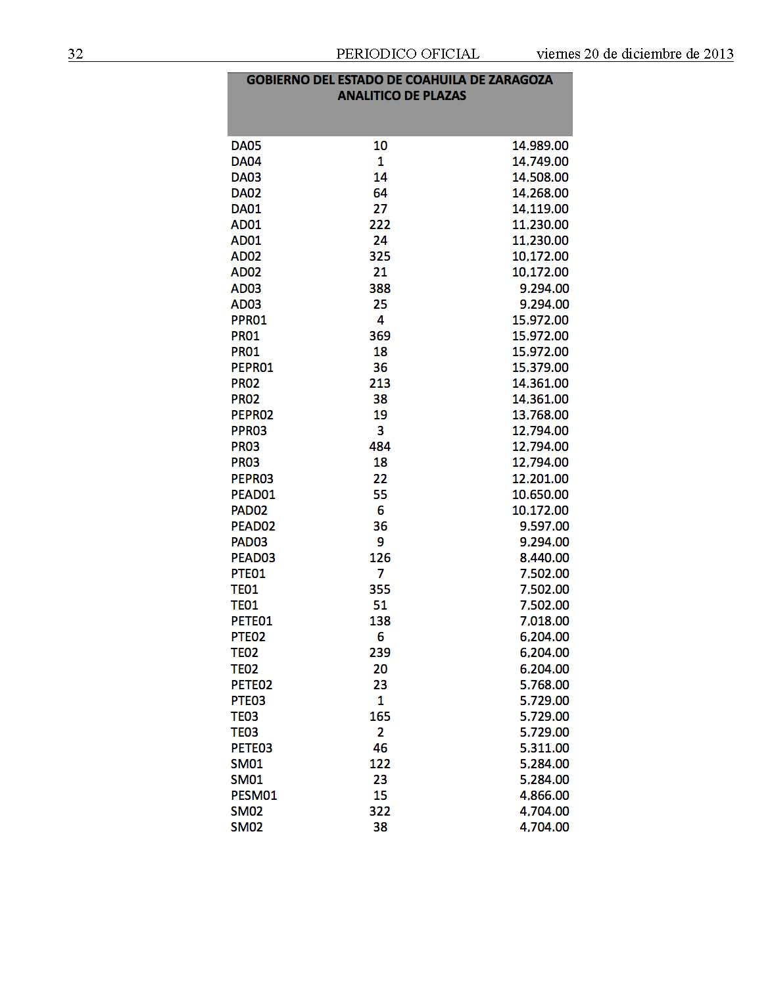 32 PERIODICO OFICIAL viernes 20 de diciembre de 2013
GOBIERNO DEL ESTADO DE COAHUILA DE ZARAGOZA
ANALITICO DE PLAZAS
DA05 10 14,989.00
DA04 1 14,749.00
DA03 14 14,508.00
DA02 64 14,268.00
DA01 27 14,119.00
AD01 222 11,230.00
AD01 24 11,230.00
AD02 325 10,172.00
AD02 21 10,172.00
AD03 388 9,294.00
AD03 25 9,294.00
PPR01 4 15,972.00
PR01 369 15,972.00
PR01 18 15,972.00
PEPR01 36 15,379.00
PR02 213 14,361.00
PR02 38 14,361.00
PEPR02 19 13,768.00
PPR03 3 12,794.00
PR03 484 12,794.00
PR03 18 12,794.00
PEPR03 22 12,201.00
PEAD01 55 10,650.00
PAD02 6 10,172.00
PEAD02 36 9,597.00
PAD03 9 9,294.00
PEAD03 126 8,440.00
PTE01 7 7,502.00
TE01 355 7,502.00
TE01 51 7,502.00
PETE01 138 7,018.00
PTE02 6 6,204.00
TE02 239 6,204.00
TE02 20 6,204.00
PETE02 23 5,768.00
PTE03 1 5,729.00
TE03 165 5,729.00
TE03 2 5,729.00
PETE03 46 5,311.00
SM01 122 5,284.00
SM01 23 5,284.00
PESM01 15 4,866.00
SM02 322 4,704.00
SM02 38 4,704.00